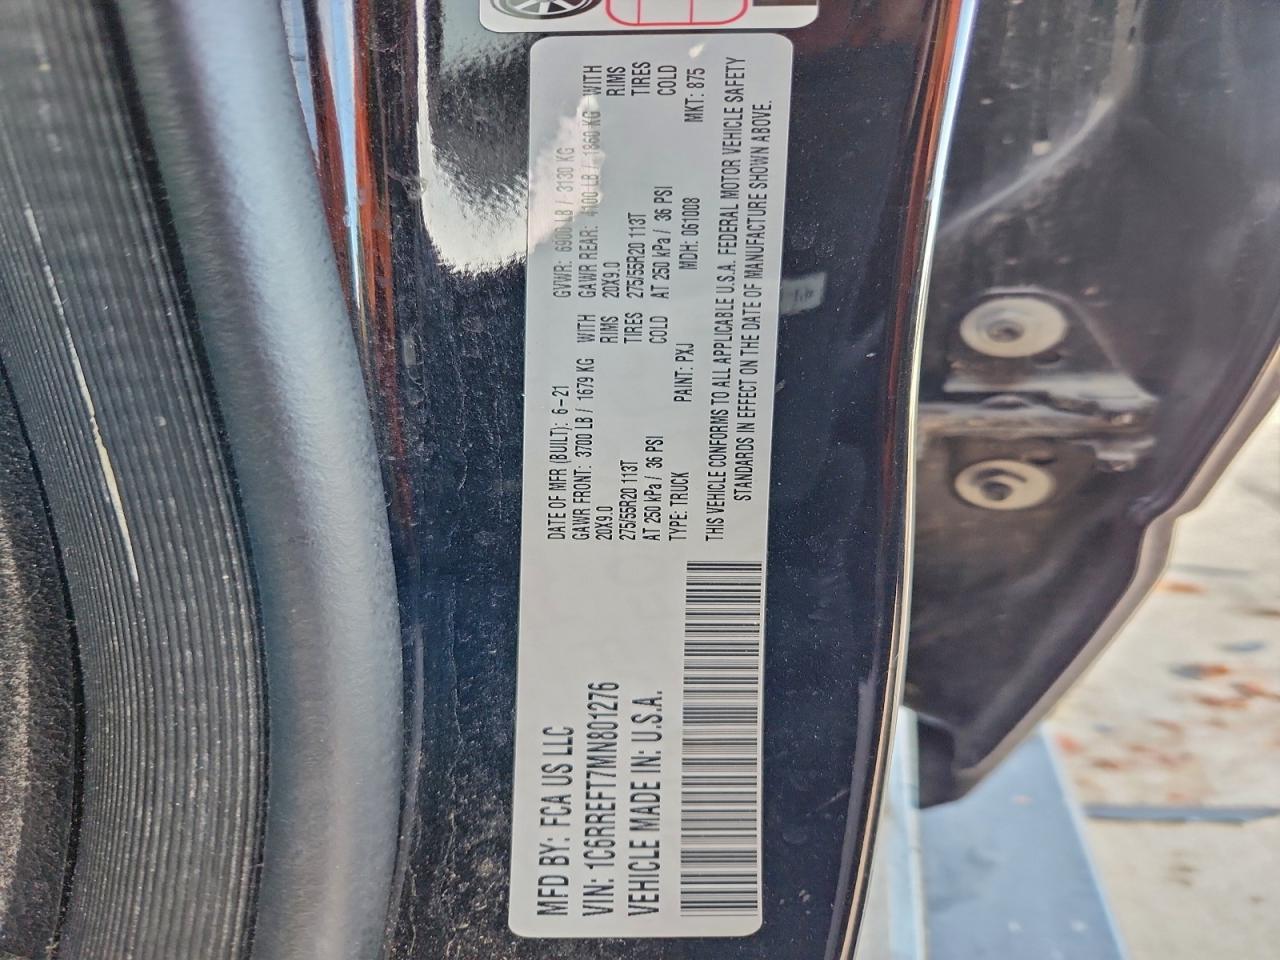 MFD BY: FCA US LLC
VIN: 1C6RREFT7MN801276
VEHICLE MADE IN: U.S.A.
DATE OF MFR (BUILT): 6-21 GVWR: 6900 LB / 3130 KG
GAWR FRONT: 3700 LB / 1679 KG WITH GAWR REAR: 4100 LB / 1860 KG WITH
20X9.0 RIMS 20X9.0 RIMS
275/55R20 113T TIRES 275/55R20 113T TIRES
AT 250 kPa / 36 PSI COLD AT 250 kPa / 36 PSI COLD
TYPE: TRUCK PAINT: PXJ MDH: 061008 MKT: 875
THIS VEHICLE CONFORMS TO ALL APPLICABLE U.S.A. FEDERAL MOTOR VEHICLE SAFETY
STANDARDS IN EFFECT ON THE DATE OF MANUFACTURE SHOWN ABOVE.